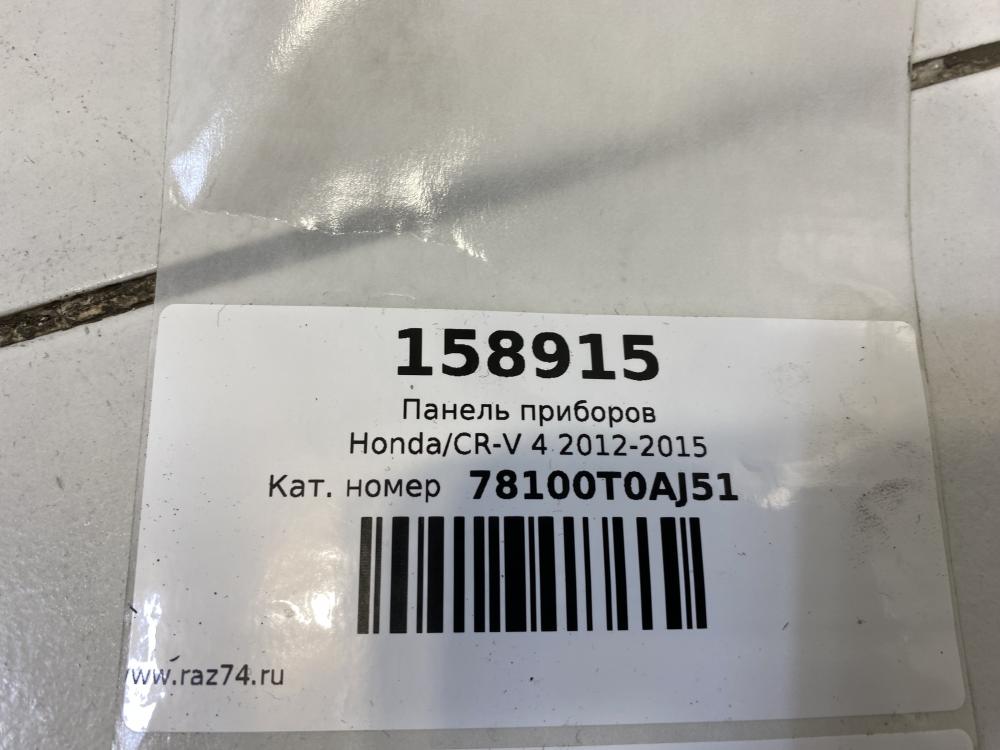 158915
Панель приборов
Honda/CR-V 4 2012-2015
Кат. номер 78100T0AJ51
www.raz74.ru